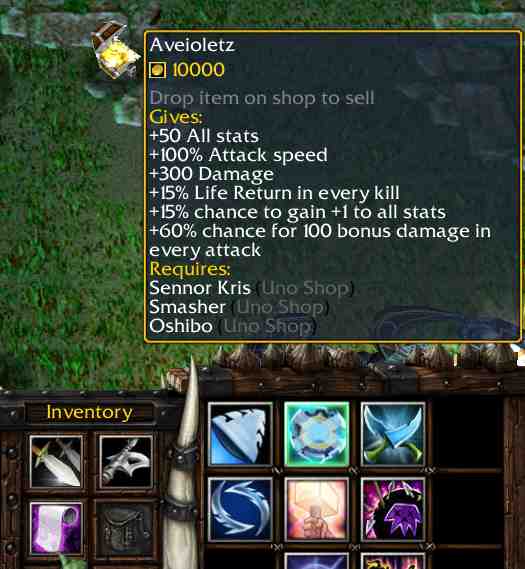 Aveioletz
10000
Drop item on shop to sell
Gives:
+50 All stats
+100% Attack speed
+300 Damage
+15% Life Return in every kill
+15% chance to gain +1 to all stats
+60% chance for 100 bonus damage in
every attack
Requires:
Sennor Kris (Uno Shop)
Smasher (Uno Shop)
Oshibo (Uno Shop)
Inventory